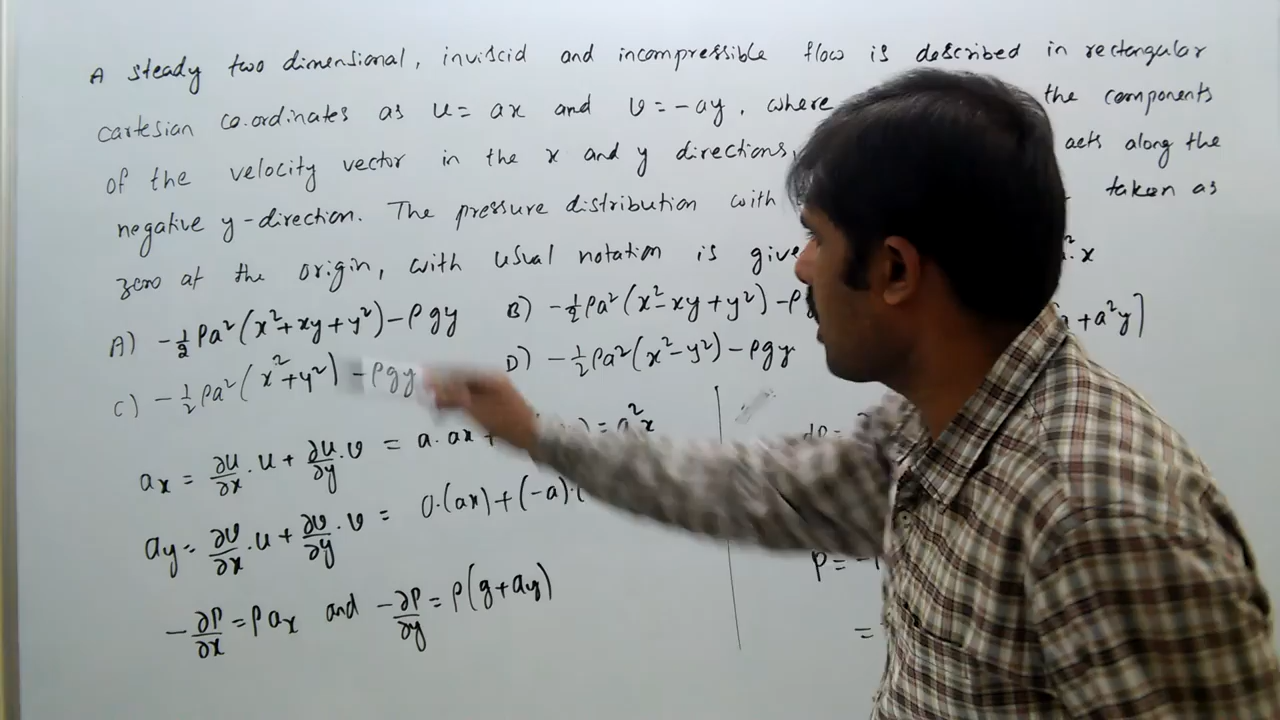 A steady two dimensional, inviscid and incompressible flow is described in rectangular
cartesian co.ordinates as u = ax and v = -ay, where the components
of the velocity vector in the x and y directions, acts along the
negative y-direction. The pressure distribution with taken as
zero at the origin, with usual notation is ²x
A) -½ρa²(x²+xy+y²)-ρgy B) -½ρa²(x²-xy+y²)-ρ + a²y]
C) -½ρa²(x²+y²) -ρgy D) -½ρa²(x²-y²)-ρgy
aₓ = ∂u/∂x · u + ∂u/∂y · v = a·ax + = a²x
a_y = ∂v/∂x · u + ∂v/∂y · v = 0·(ax)+(-a)·( 
-∂P/∂x = ρaₓ and -∂P/∂y = ρ(g+a_y)
dp =
P = -
=